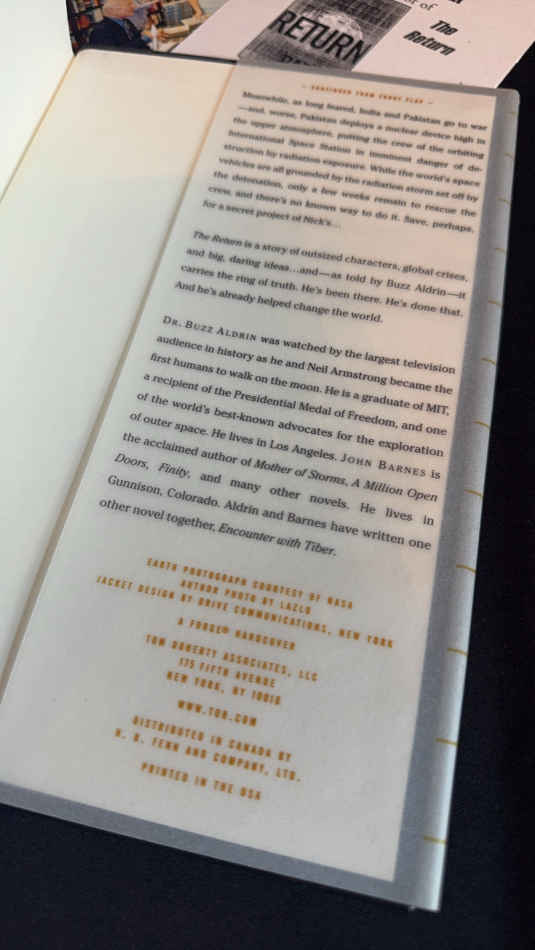 of
The
Return
RETURN
– CONTINUED FROM FRONT FLAP –
Meanwhile, as long feared, India and Pakistan go to war
—and, worse, Pakistan deploys a nuclear device high in
the upper atmosphere, putting the crew of the orbiting
International Space Station in imminent danger of de-
struction by radiation exposure. While the world's space
vehicles are all grounded by the radiation storm set off by
the detonation, only a few weeks remain to rescue the
crew, and there's no known way to do it. Save, perhaps,
for a secret project of Nick's...
The Return is a story of outsized characters, global crises,
and big, daring ideas...and—as told by Buzz Aldrin—it
carries the ring of truth. He's been there. He's done that.
And he's already helped change the world.
DR. BUZZ ALDRIN was watched by the largest television
audience in history as he and Neil Armstrong became the
first humans to walk on the moon. He is a graduate of MIT,
a recipient of the Presidential Medal of Freedom, and one
of the world's best-known advocates for the exploration
of outer space. He lives in Los Angeles. JOHN BARNES is
the acclaimed author of Mother of Storms, A Million Open
Doors, Finity, and many other novels. He lives in
Gunnison, Colorado. Aldrin and Barnes have written one
other novel together, Encounter with Tiber.
EARTH PHOTOGRAPH COURTESY OF NASA
AUTHOR PHOTO BY LAZLO
JACKET DESIGN BY DRIVE COMMUNICATIONS, NEW YORK
A FORGE® HARDCOVER
TOM DOHERTY ASSOCIATES, LLC
175 FIFTH AVENUE
NEW YORK, NY 10010
WWW.TOR.COM
DISTRIBUTED IN CANADA BY
H. B. FENN AND COMPANY, LTD.
PRINTED IN THE USA